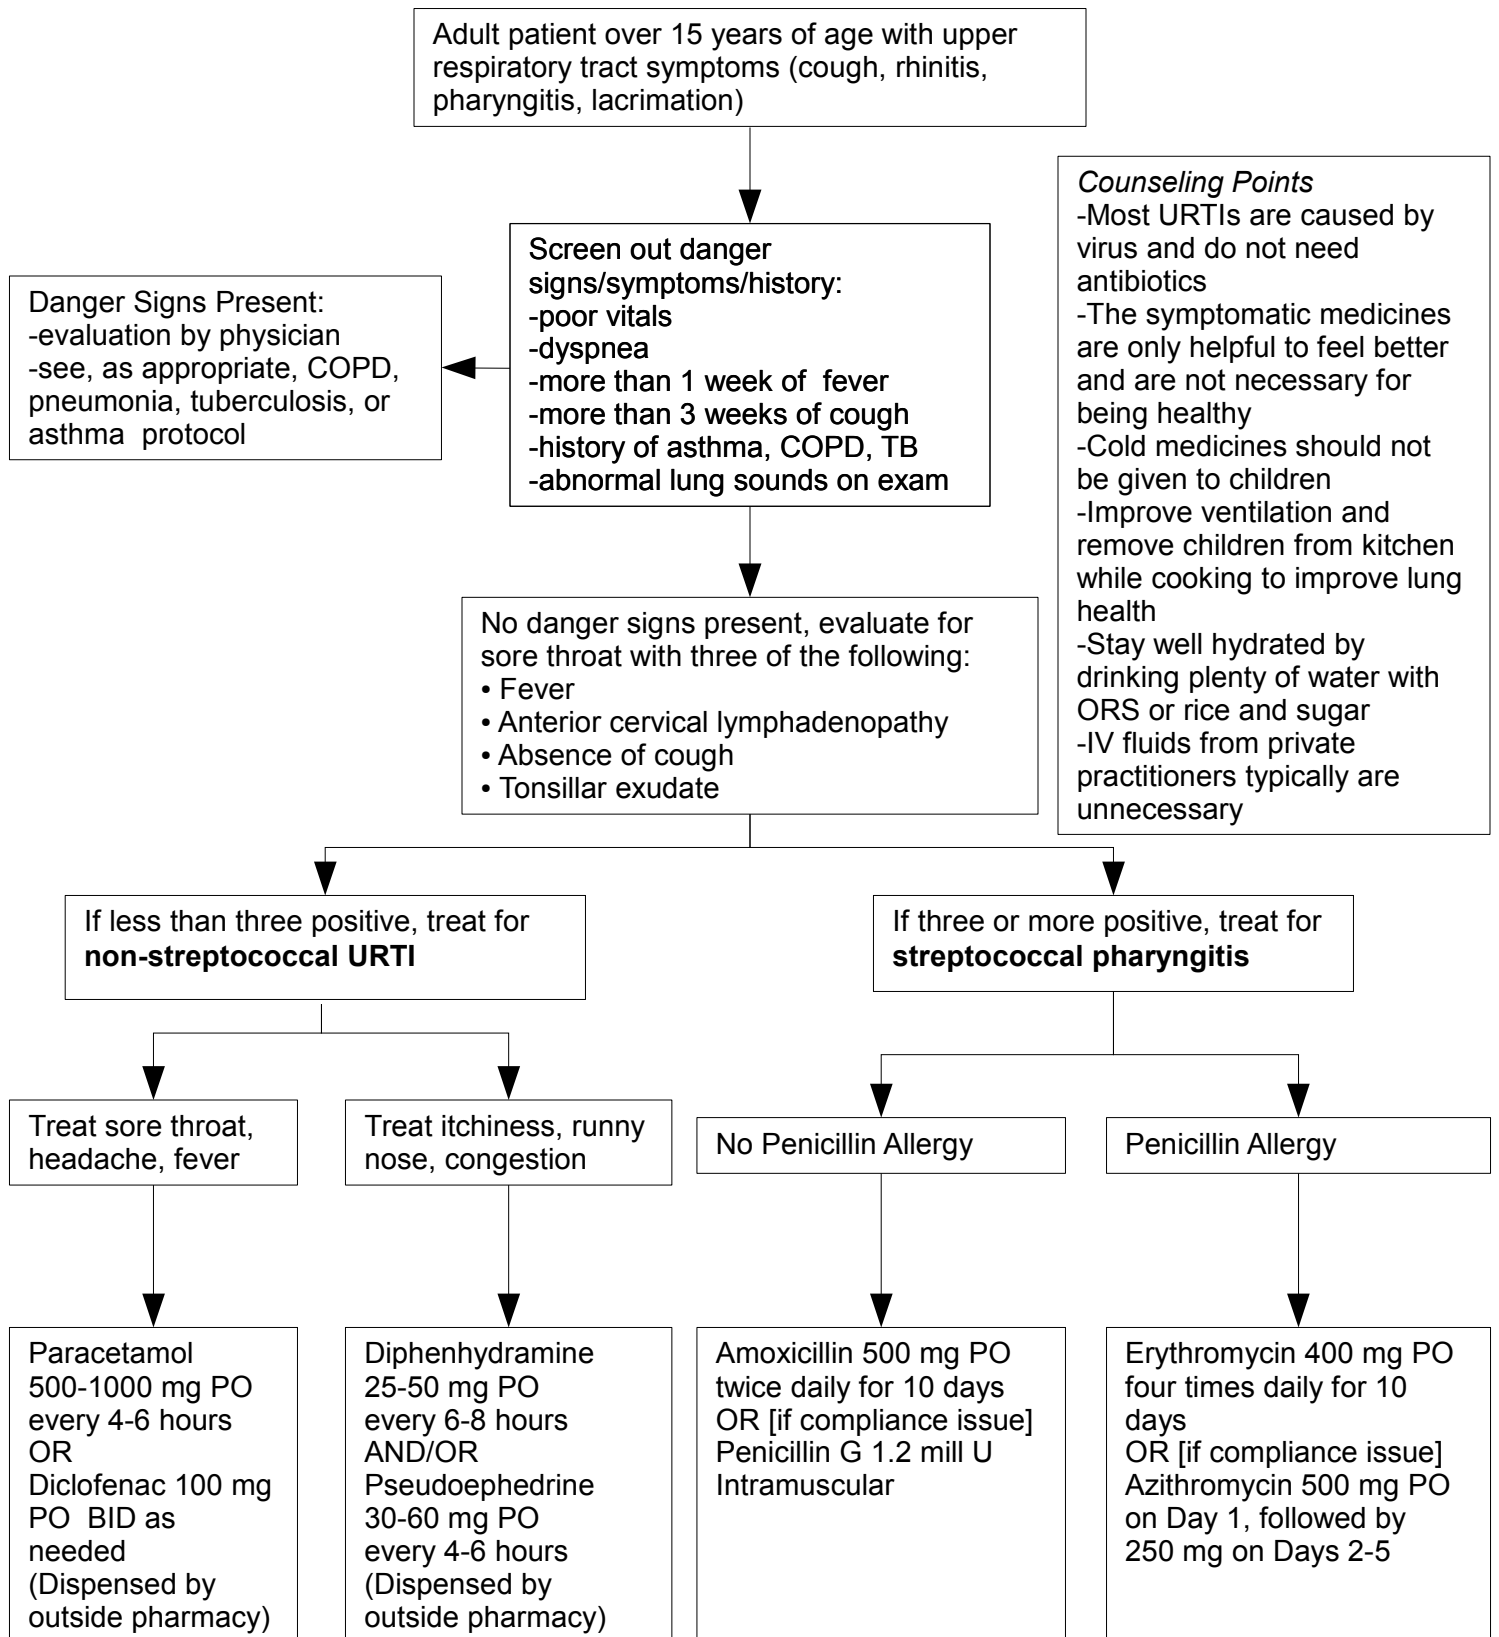 Adult patient over 15 years of age with upper
respiratory tract symptoms (cough, rhinitis,
pharyngitis, lacrimation)
Screen out danger
signs/symptoms/history:
-poor vitals
-dyspnea
-more than 1 week of  fever
-more than 3 weeks of cough
-history of asthma, COPD, TB
-abnormal lung sounds on exam
Danger Signs Present:
-evaluation by physician
-see, as appropriate, COPD,
pneumonia, tuberculosis, or
asthma  protocol
Counseling Points
-Most URTIs are caused by
virus and do not need
antibiotics
-The symptomatic medicines
are only helpful to feel better
and are not necessary for
being healthy
-Cold medicines should not
be given to children
-Improve ventilation and
remove children from kitchen
while cooking to improve lung
health
-Stay well hydrated by
drinking plenty of water with
ORS or rice and sugar
-IV fluids from private
practitioners typically are
unnecessary
No danger signs present, evaluate for
sore throat with three of the following:
• Fever
• Anterior cervical lymphadenopathy
• Absence of cough
• Tonsillar exudate
If less than three positive, treat for
non-streptococcal URTI
If three or more positive, treat for
streptococcal pharyngitis
Treat sore throat,
headache, fever
Treat itchiness, runny
nose, congestion
No Penicillin Allergy
Penicillin Allergy
Paracetamol
500-1000 mg PO
every 4-6 hours
OR
Diclofenac 100 mg
PO  BID as
needed
(Dispensed by
outside pharmacy)
Diphenhydramine
25-50 mg PO
every 6-8 hours
AND/OR
Pseudoephedrine
30-60 mg PO
every 4-6 hours
(Dispensed by
outside pharmacy)
Amoxicillin 500 mg PO
twice daily for 10 days
OR [if compliance issue]
Penicillin G 1.2 mill U
Intramuscular
Erythromycin 400 mg PO
four times daily for 10
days
OR [if compliance issue]
Azithromycin 500 mg PO
on Day 1, followed by
250 mg on Days 2-5